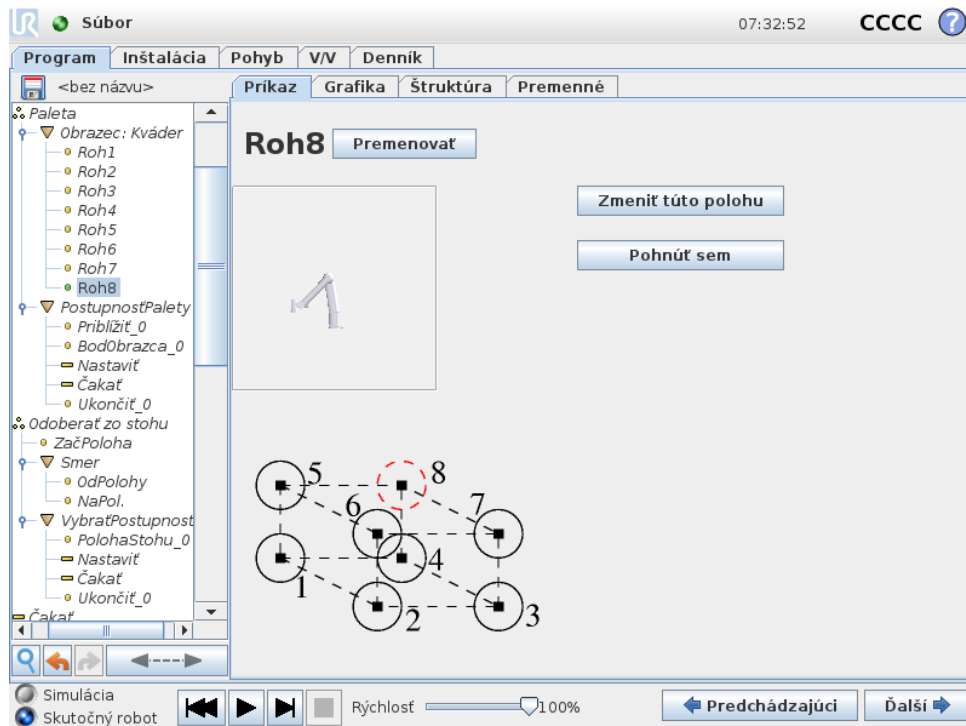 UR Súbor 07:32:52 CCCC ?
Program Inštalácia Pohyb V/V Denník
<bez názvu> Príkaz Grafika Štruktúra Premenné
Paleta
Obrazec: Kváder
Roh1
Roh2
Roh3
Roh4
Roh5
Roh6
Roh7
Roh8
PostupnosťPalety
Priblížiť_0
BodObrazca_0
Nastaviť
Čakať
Ukončiť_0
Odoberať zo stohu
ZačPoloha
Smer
OdPolohy
NaPol.
VybraťPostupnost
PolohaStohu_0
Nastaviť
Čakať
Ukončiť_0
Čakať
Roh8 Premenovať
Zmeniť túto polohu
Pohnúť sem
5 8
6 7
4
1
2 3
Simulácia
Skutočný robot
Rýchlosť 100%
Predchádzajúci Ďalší